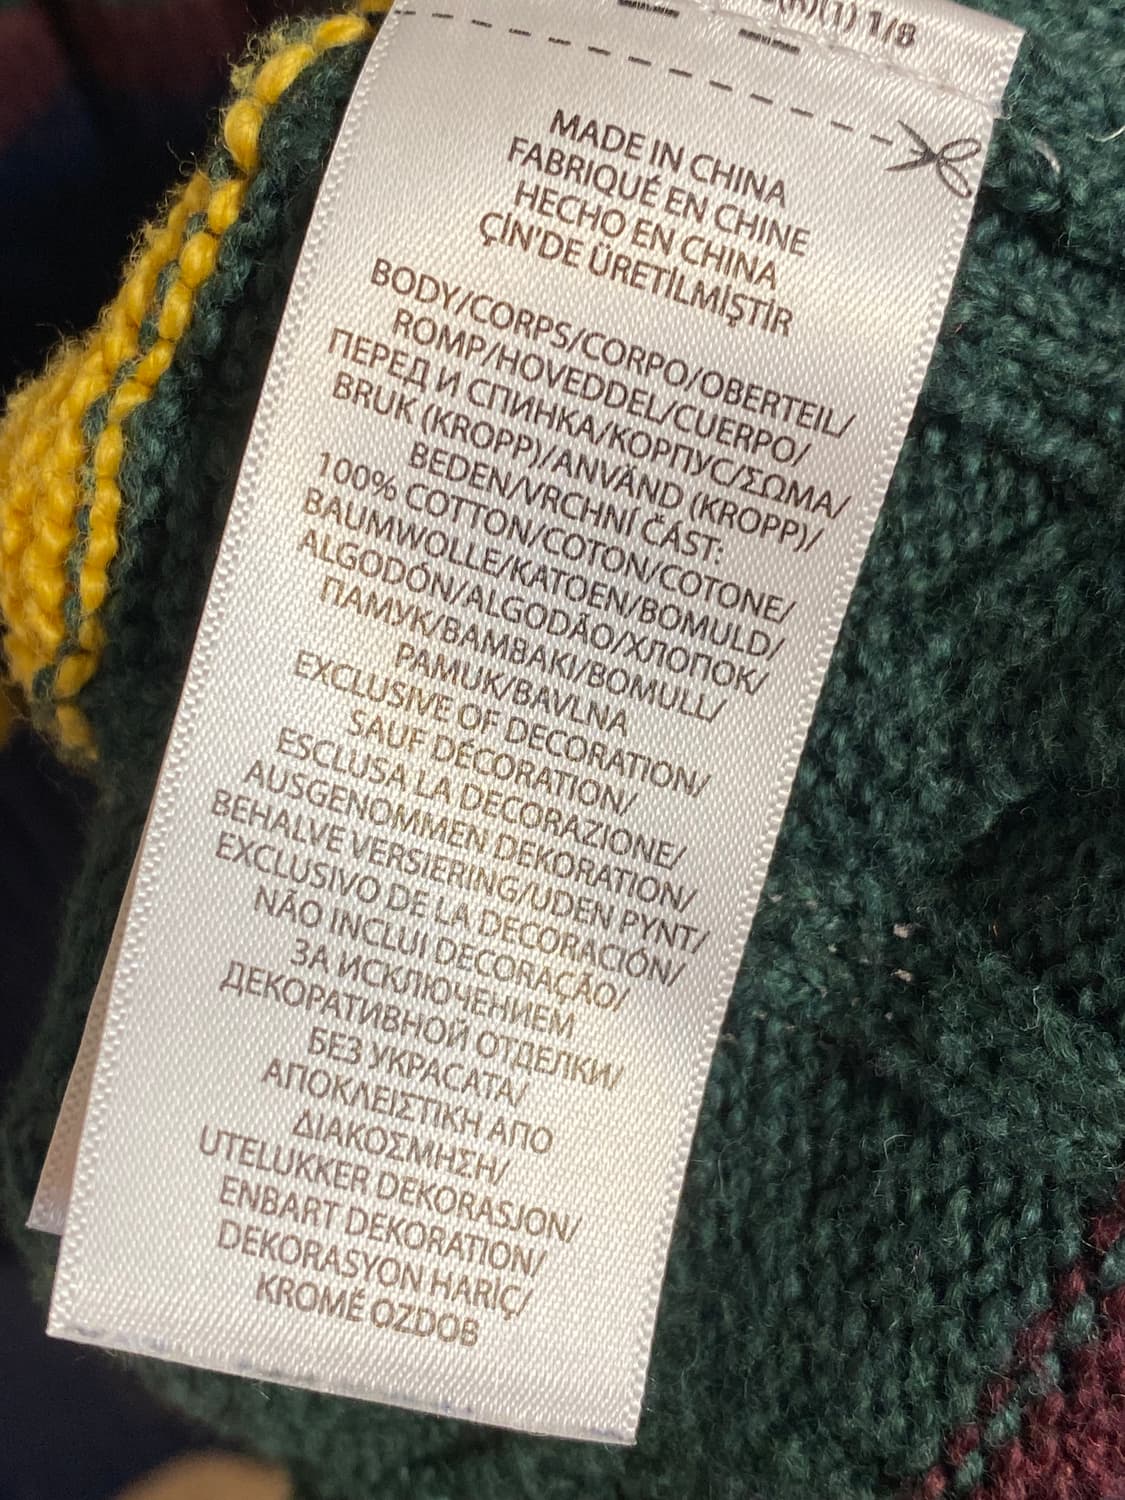 1/8
MADE IN CHINA
FABRIQUÉ EN CHINE
HECHO EN CHINA
ÇİN'DE ÜRETİLMİŞTİR
BODY/CORPS/CORPO/OBERTEIL/
ROMP/HOVEDDEL/CUERPO/
ПЕРЕД И СПИНКА/КОРПУС/ΣΩΜΑ/
BRUK (KROPP)/ANVÄND (KROPP)/
BEDEN/VRCHNÍ ČÁST:
100% COTTON/COTON/COTONE/
BAUMWOLLE/KATOEN/BOMULD/
ALGODÓN/ALGODÃO/ХЛОПОК/
ПАМУК/ΒΑΜΒΑΚΙ/BOMULL/
PAMUK/BAVLNA
EXCLUSIVE OF DECORATION/
SAUF DÉCORATION/
ESCLUSA LA DECORAZIONE/
AUSGENOMMEN DEKORATION/
BEHALVE VERSIERING/UDEN PYNT/
EXCLUSIVO DE LA DECORACIÓN/
NÃO INCLUI DECORAÇÃO/
ЗА ИСКЛЮЧЕНИЕМ
ДЕКОРАТИВНОЙ ОТДЕЛКИ/
БЕЗ УКРАСАТА/
ΑΠΟΚΛΕΙΣΤΙΚΗ ΑΠΟ
ΔΙΑΚΟΣΜΗΣΗ/
UTELUKKER DEKORASJON/
ENBART DEKORATION/
DEKORASYON HARİÇ/
KROMÉ OZDOB